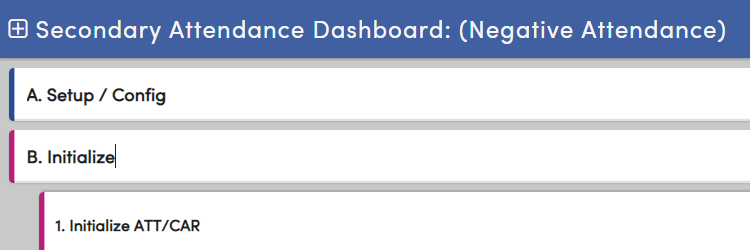 Secondary Attendance Dashboard: (Negative Attendance)
A. Setup / Config
B. Initialize
1. Initialize ATT/CAR